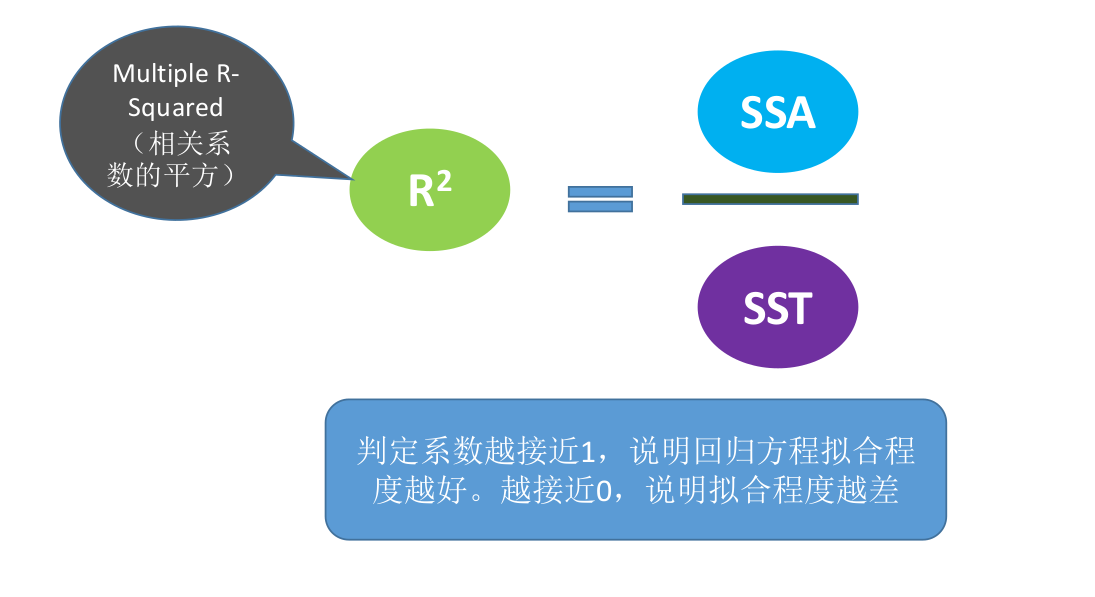 Multiple R-
Squared
（相关系
数的平方）
R²
SSA
SST
判定系数越接近1，说明回归方程拟合程
度越好。越接近0，说明拟合程度越差